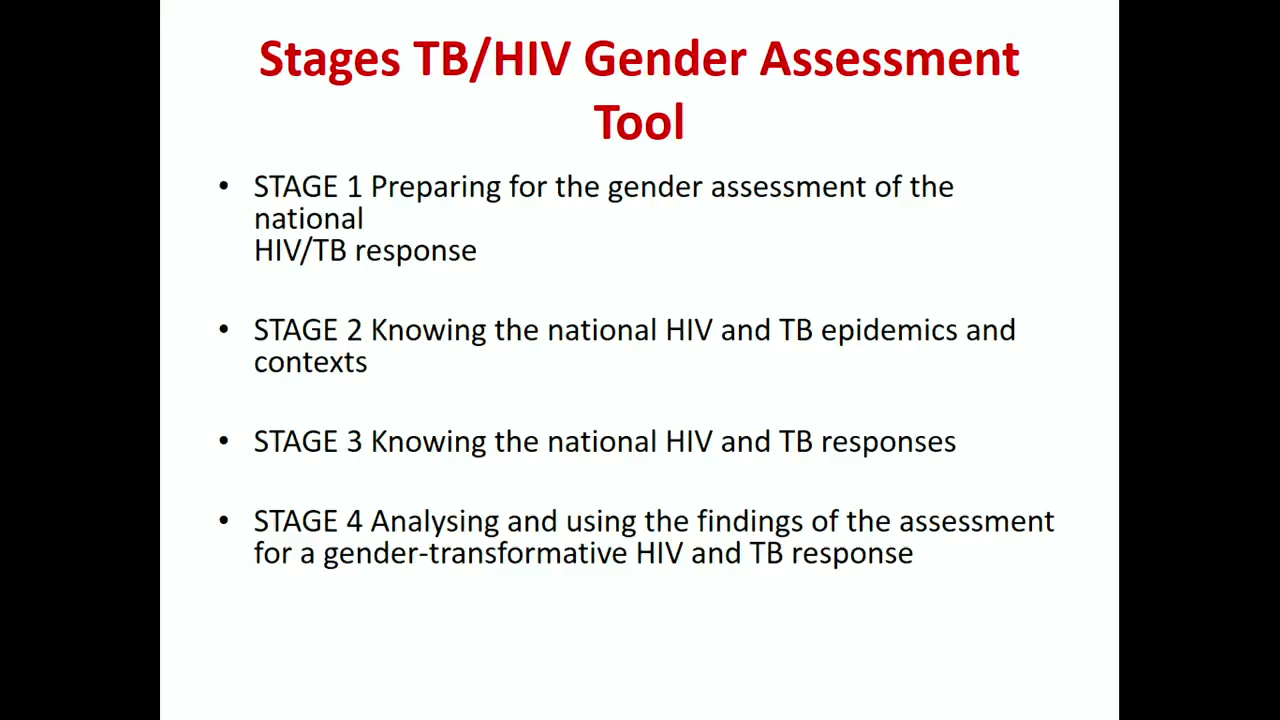 Stages TB/HIV Gender Assessment
Tool
• STAGE 1 Preparing for the gender assessment of the
national
HIV/TB response
• STAGE 2 Knowing the national HIV and TB epidemics and
contexts
• STAGE 3 Knowing the national HIV and TB responses
• STAGE 4 Analysing and using the findings of the assessment
for a gender-transformative HIV and TB response